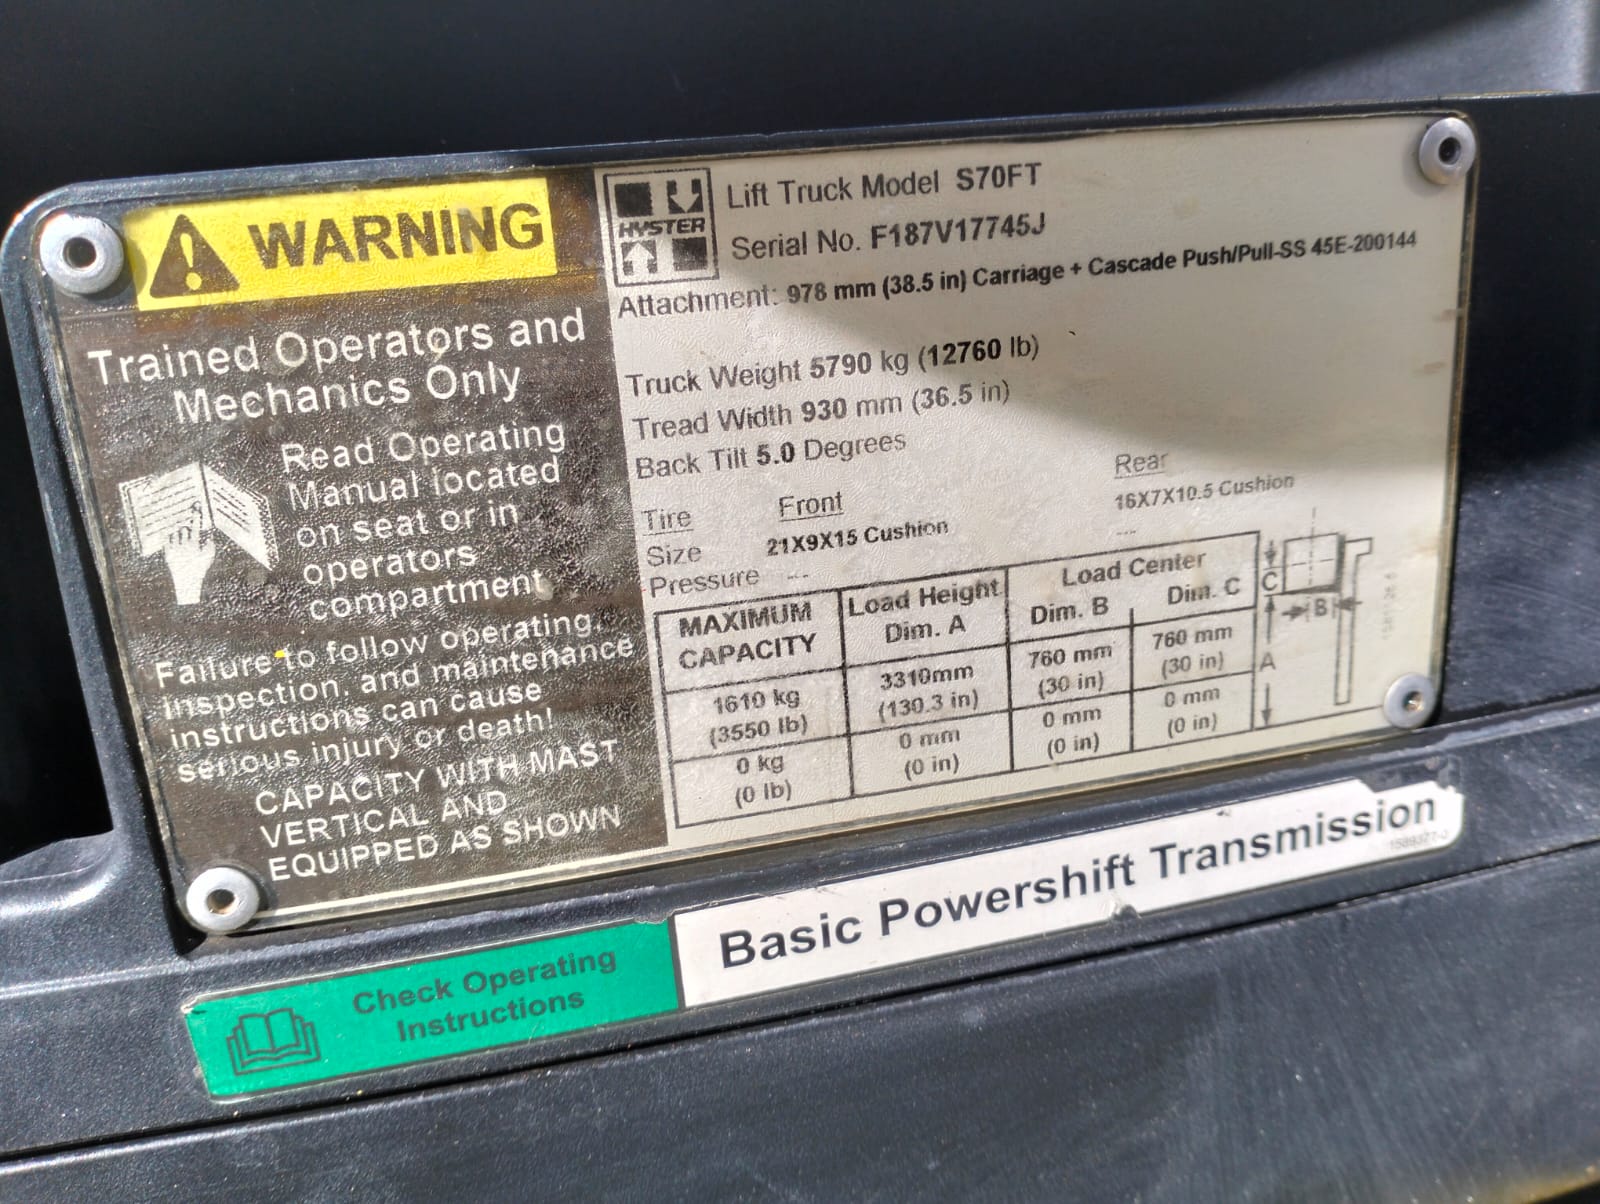 WARNING
Trained Operators and
Mechanics Only
Read Operating
Manual located
on seat or in
operators
compartment
Failure to follow operating,
inspection, and maintenance
instructions can cause
serious injury or death!
CAPACITY WITH MAST
VERTICAL AND
EQUIPPED AS SHOWN
HYSTER
Lift Truck Model S70FT
Serial No. F187V17745J
Attachment: 978 mm (38.5 in) Carriage + Cascade Push/Pull-SS 45E-200144
Truck Weight 5790 kg (12760 lb)
Tread Width 930 mm (36.5 in)
Back Tilt 5.0 Degrees
Tire Front Rear
Size 21X9X15 Cushion 16X7X10.5 Cushion
Pressure --- ---
MAXIMUM CAPACITY Load Height Dim. A Load Center Dim. B Dim. C
1610 kg 3310mm 760 mm 760 mm
(3550 lb) (130.3 in) (30 in) (30 in)
0 kg 0 mm 0 mm 0 mm
(0 lb) (0 in) (0 in) (0 in)
C
B
A
Check Operating
Instructions
Basic Powershift Transmission